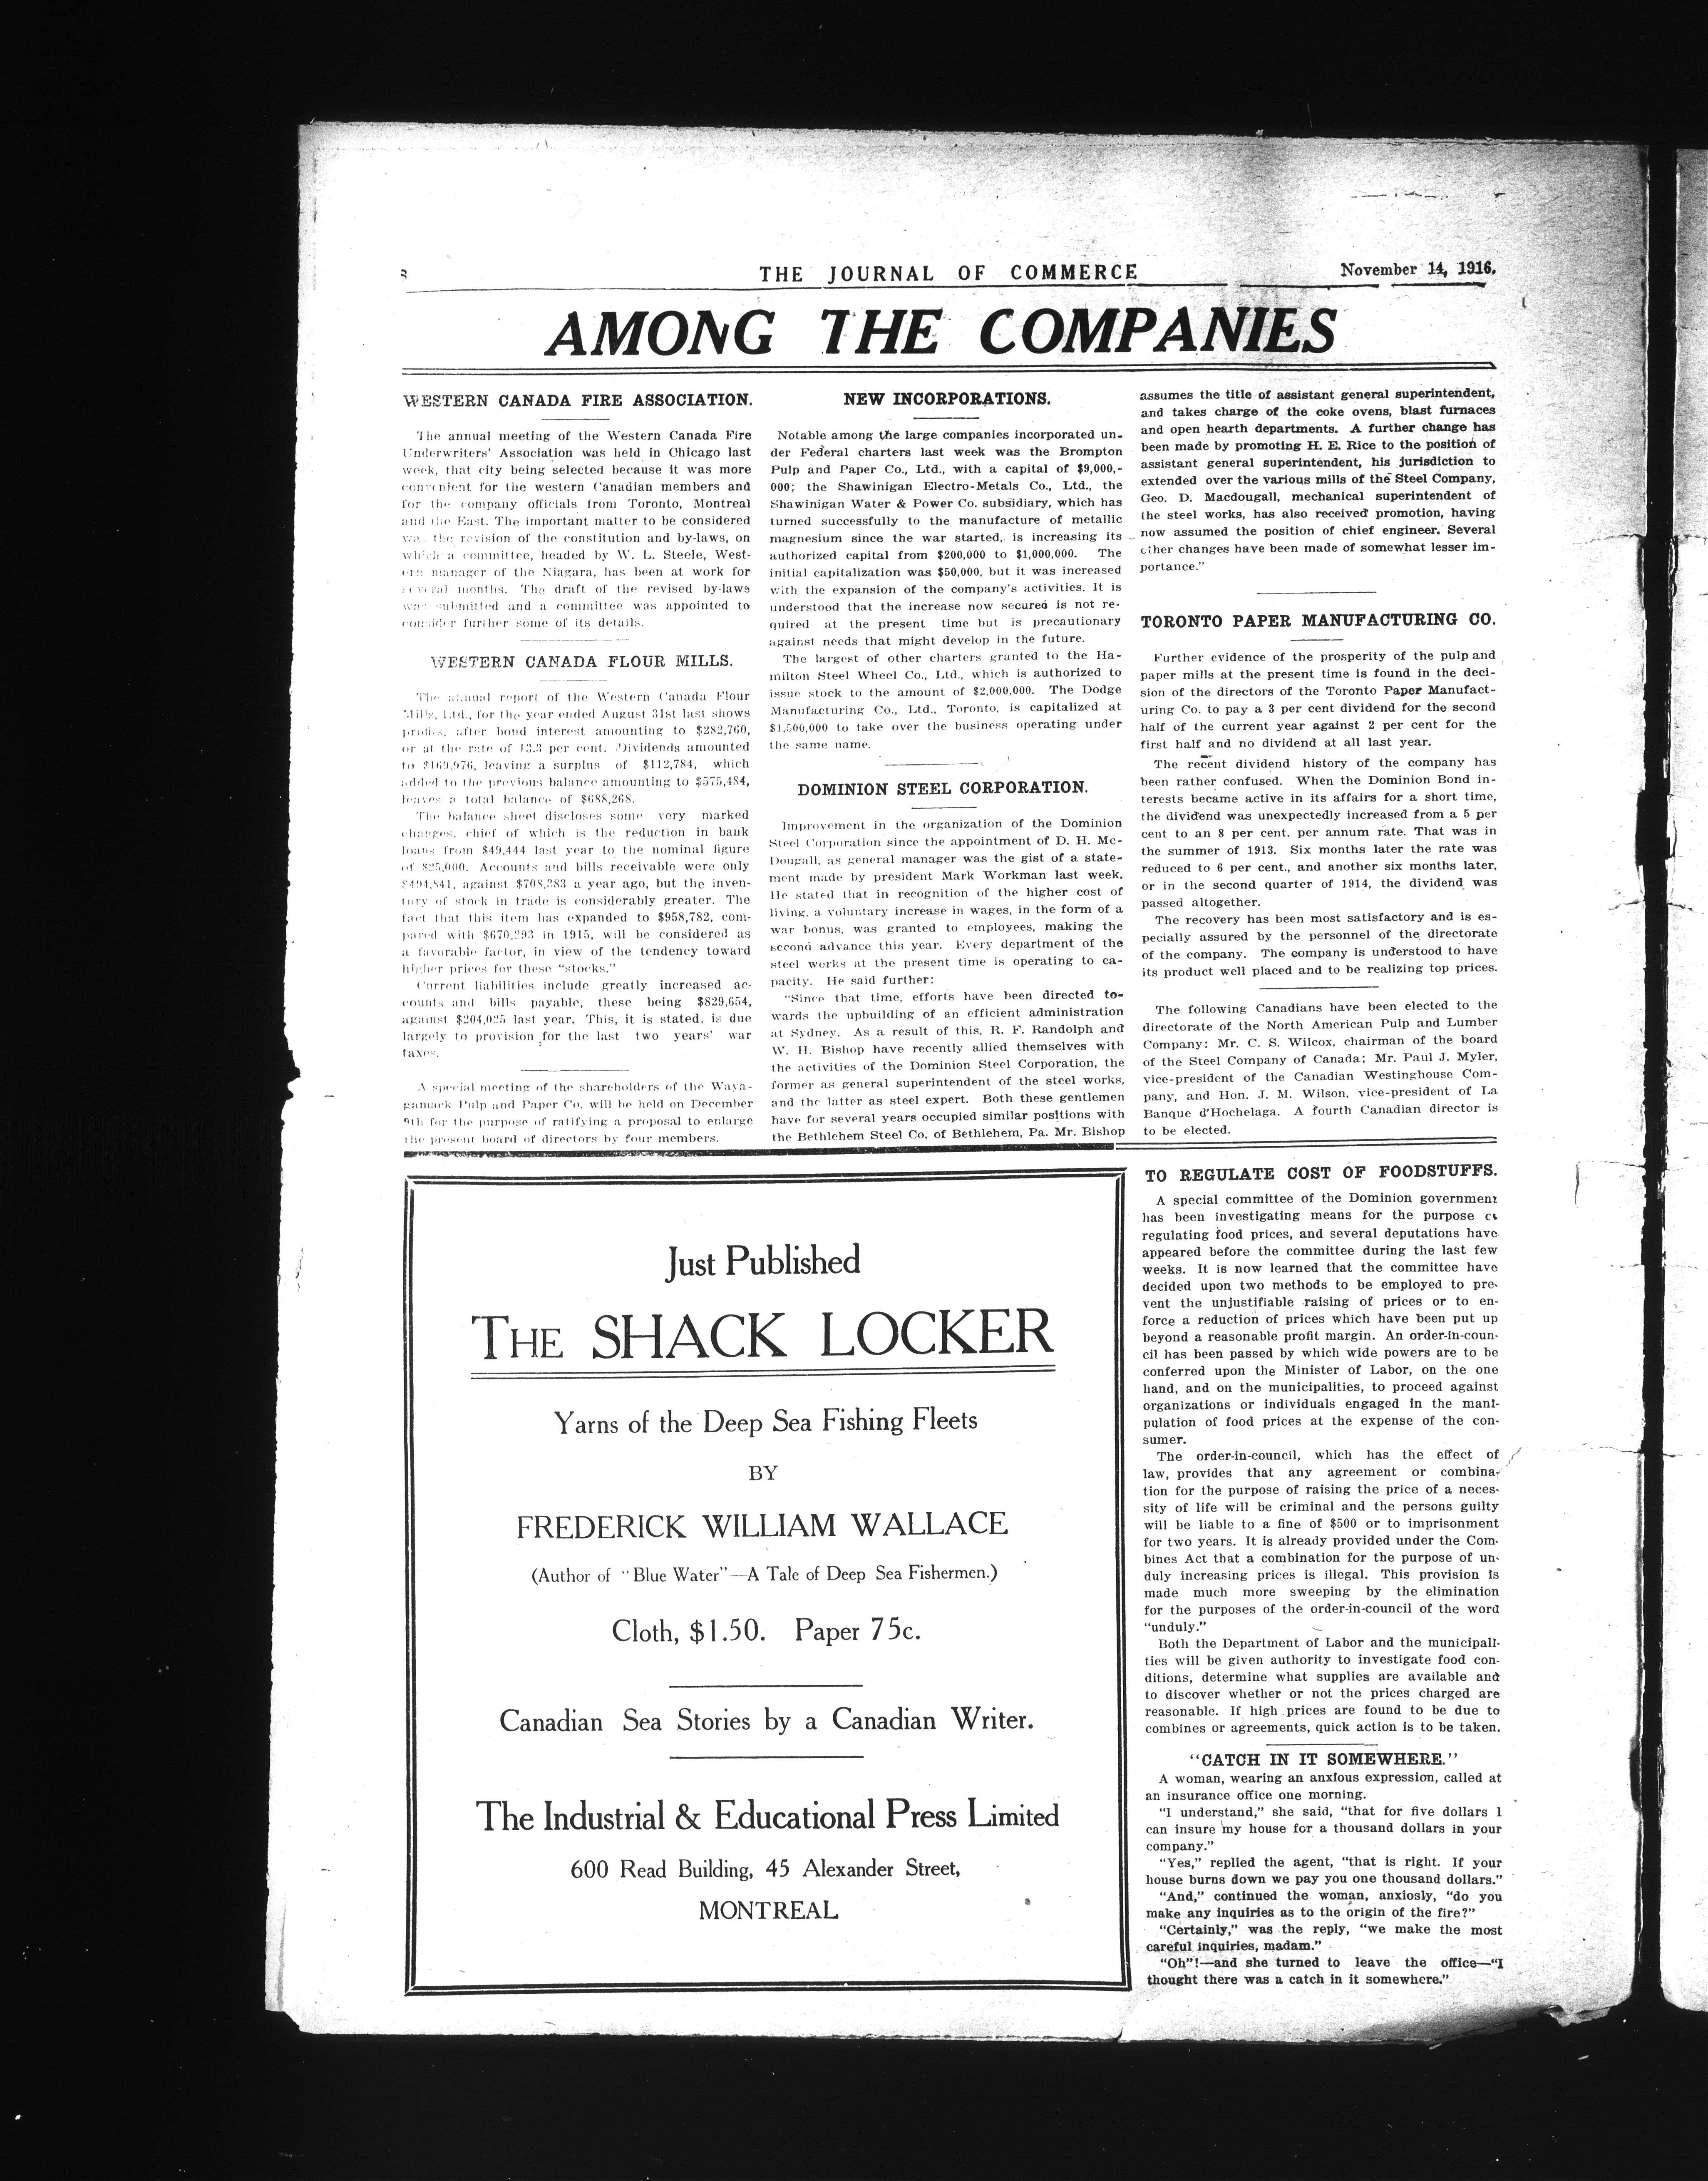 THE JOURNAL OF COMMERCE
November 14, 1916.
AMONG THE COMPANIES
WESTERN CANADA FIRE ASSOCIATION.
The annual meeting of the Western Canada Fire
Underwriters' Association was held in Chicago last
week, that city being selected because it was more
convenient for the western Canadian members and
for the company officials from Toronto, Montreal
and the East. The important matter to be considered
was the revision of the constitution and by-laws, on
which a committee, headed by W. L. Steele, West-
ern manager of the Niagara, has been at work for
several months. The draft of the revised by-laws
was submitted and a committee was appointed to
consider further some of its details.
WESTERN CANADA FLOUR MILLS.
The annual report of the Western Canada Flour
Mills, Ltd., for the year ended August 31st last shows
profits, after bond interest amounting to $282,760,
or at the rate of 13.3 per cent. Dividends amounted
to $169,976, leaving a surplus of $112,784, which
added to the previous balance amounting to $575,484,
leaves a total balance of $688,268.
The balance sheet discloses some very marked
changes, chief of which is the reduction in bank
loans from $49,444 last year to the nominal figure
of $25,000. Accounts and bills receivable were only
$494,841, against $708,283 a year ago, but the inven-
tory of stock in trade is considerably greater. The
fact that this item has expanded to $958,782, com-
pared with $670,293 in 1915, will be considered as
a favorable factor, in view of the tendency toward
higher prices for these "stocks."
Current liabilities include greatly increased ac-
counts and bills payable, these being $829,654,
against $204,025 last year. This, it is stated, is due
largely to provision for the last two years' war
taxes.
A special meeting of the shareholders of the Waya-
gamack Pulp and Paper Co. will be held on December
9th for the purpose of ratifying a proposal to enlarge
the present board of directors by four members.
NEW INCORPORATIONS.
Notable among the large companies incorporated un-
der Federal charters last week was the Brompton
Pulp and Paper Co., Ltd., with a capital of $9,000,-
000; the Shawinigan Electro-Metals Co., Ltd., the
Shawinigan Water & Power Co. subsidiary, which has
turned successfully to the manufacture of metallic
magnesium since the war started, is increasing its
authorized capital from $200,000 to $1,000,000. The
initial capitalization was $50,000, but it was increased
with the expansion of the company's activities. It is
understood that the increase now secured is not re-
quired at the present time but is precautionary
against needs that might develop in the future.
The largest of other charters granted to the Ha-
milton Steel Wheel Co., Ltd., which is authorized to
issue stock to the amount of $2,000,000. The Dodge
Manufacturing Co., Ltd., Toronto, is capitalized at
$1,500,000 to take over the business operating under
the same name.
DOMINION STEEL CORPORATION.
Improvement in the organization of the Dominion
Steel Corporation since the appointment of D. H. Mc-
Dougall, as general manager was the gist of a state-
ment made by president Mark Workman last week.
He stated that in recognition of the higher cost of
living, a voluntary increase in wages, in the form of a
war bonus, was granted to employees, making the
second advance this year. Every department of the
steel works at the present time is operating to ca-
pacity. He said further:
"Since that time, efforts have been directed to-
wards the upbuilding of an efficient administration
at Sydney. As a result of this, R. F. Randolph and
W. H. Bishop have recently allied themselves with
the activities of the Dominion Steel Corporation, the
former as general superintendent of the steel works,
and the latter as steel expert. Both these gentlemen
have for several years occupied similar positions with
the Bethlehem Steel Co. of Bethlehem, Pa. Mr. Bishop
assumes the title of assistant general superintendent,
and takes charge of the coke ovens, blast furnaces
and open hearth departments. A further change has
been made by promoting H. E. Rice to the position of
assistant general superintendent, his jurisdiction to
extended over the various mills of the Steel Company,
Geo. D. Macdougall, mechanical superintendent of
the steel works, has also received promotion, having
now assumed the position of chief engineer. Several
other changes have been made of somewhat lesser im-
portance."
TORONTO PAPER MANUFACTURING CO.
Further evidence of the prosperity of the pulp and
paper mills at the present time is found in the deci-
sion of the directors of the Toronto Paper Manufact-
uring Co. to pay a 3 per cent dividend for the second
half of the current year against 2 per cent for the
first half and no dividend at all last year.
The recent dividend history of the company has
been rather confused. When the Dominion Bond in-
terests became active in its affairs for a short time,
the dividend was unexpectedly increased from a 5 per
cent to an 8 per cent. per annum rate. That was in
the summer of 1913. Six months later the rate was
reduced to 6 per cent., and another six months later,
or in the second quarter of 1914, the dividend was
passed altogether.
The recovery has been most satisfactory and is es-
pecially assured by the personnel of the directorate
of the company. The company is understood to have
its product well placed and to be realizing top prices.
The following Canadians have been elected to the
directorate of the North American Pulp and Lumber
Company: Mr. C. S. Wilcox, chairman of the board
of the Steel Company of Canada; Mr. Paul J. Myler,
vice-president of the Canadian Westinghouse Com-
pany, and Hon. J. M. Wilson, vice-president of La
Banque d'Hochelaga. A fourth Canadian director is
to be elected.
Just Published
THE SHACK LOCKER
Yarns of the Deep Sea Fishing Fleets
BY
FREDERICK WILLIAM WALLACE
(Author of "Blue Water"—A Tale of Deep Sea Fishermen.)
Cloth, $1.50. Paper 75c.
Canadian Sea Stories by a Canadian Writer.
The Industrial & Educational Press Limited
600 Read Building, 45 Alexander Street,
MONTREAL
TO REGULATE COST OF FOODSTUFFS.
A special committee of the Dominion government
has been investigating means for the purpose of
regulating food prices, and several deputations have
appeared before the committee during the last few
weeks. It is now learned that the committee have
decided upon two methods to be employed to pre-
vent the unjustifiable raising of prices or to en-
force a reduction of prices which have been put up
beyond a reasonable profit margin. An order-in-coun-
cil has been passed by which wide powers are to be
conferred upon the Minister of Labor, on the one
hand, and on the municipalities, to proceed against
organizations or individuals engaged in the mani-
pulation of food prices at the expense of the con-
sumer.
The order-in-council, which has the effect of
law, provides that any agreement or combina-
tion for the purpose of raising the price of a neces-
sity of life will be criminal and the persons guilty
will be liable to a fine of $500 or to imprisonment
for two years. It is already provided under the Com-
bines Act that a combination for the purpose of un-
duly increasing prices is illegal. This provision is
made much more sweeping by the elimination
for the purposes of the order-in-council of the word
"unduly."
Both the Department of Labor and the municipali-
ties will be given authority to investigate food con-
ditions, determine what supplies are available and
to discover whether or not the prices charged are
reasonable. If high prices are found to be due to
combines or agreements, quick action is to be taken.
"CATCH IN IT SOMEWHERE."
A woman, wearing an anxious expression, called at
an insurance office one morning.
"I understand," she said, "that for five dollars I
can insure my house for a thousand dollars in your
company."
"Yes," replied the agent, "that is right. If your
house burns down we pay you one thousand dollars."
"And," continued the woman, anxiosly, "do you
make any inquiries as to the origin of the fire?"
"Certainly," was the reply, "we make the most
careful inquiries, madam."
"Oh"!—and she turned to leave the office—"I
thought there was a catch in it somewhere."